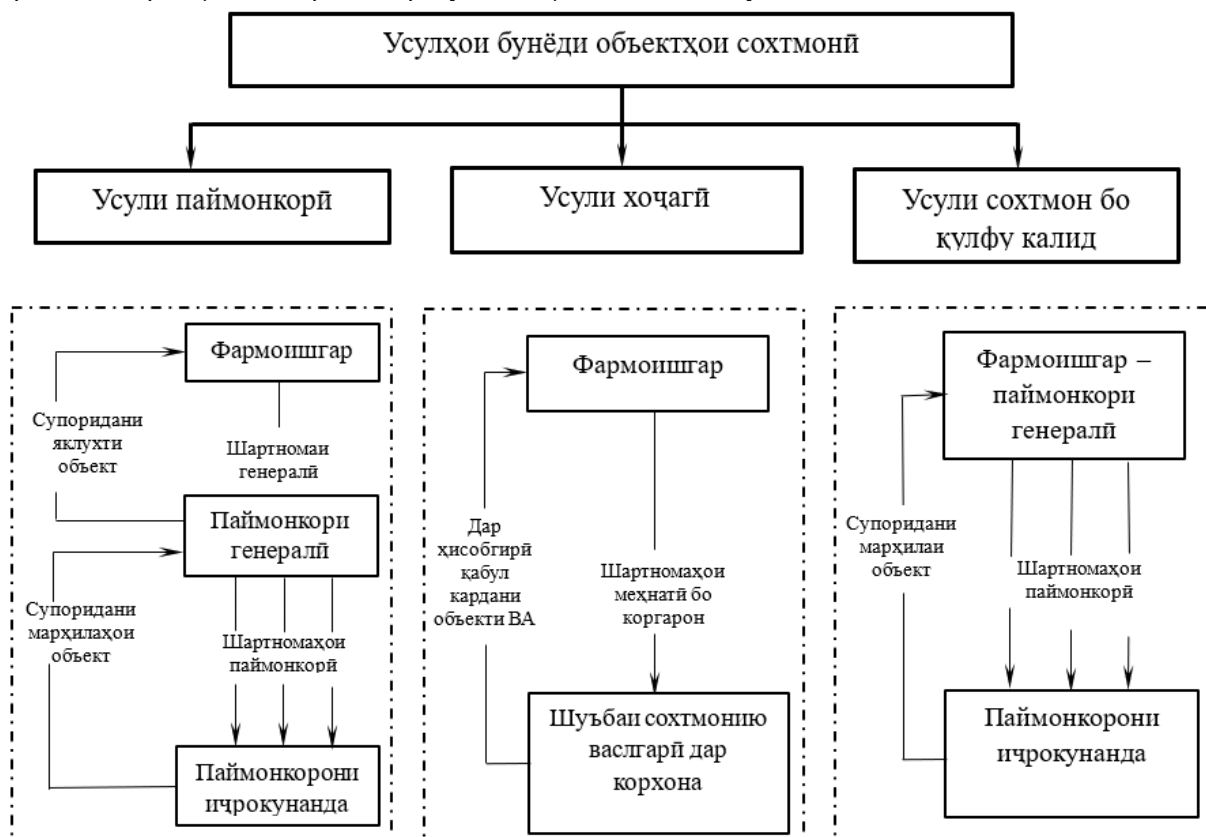 Усулҳои бунёди объектҳои сохтмонӣ
Усули паймонкорӣ
Усули хоҷагӣ
Усули сохтмон бо
қулфу калид
Фармоишгар
Супоридани
яклухти
объект
Шартномаи
генералӣ
Паймонкори
генералӣ
Супоридани
марҳилаҳои
объект
Шартномаҳои
паймонкорӣ
Паймонкорони
иҷрокунанда
Фармоишгар
Дар
ҳисобгирӣ
қабул
кардани
объекти ВА
Шартномаҳои
меҳнатӣ бо
коргарон
Шуъбаи сохтмонию
васлгарӣ дар
корхона
Фармоишгар –
паймонкори
генералӣ
Супоридани
марҳилаи
объект
Шартномаҳои
паймонкорӣ
Паймонкорони
иҷрокунанда